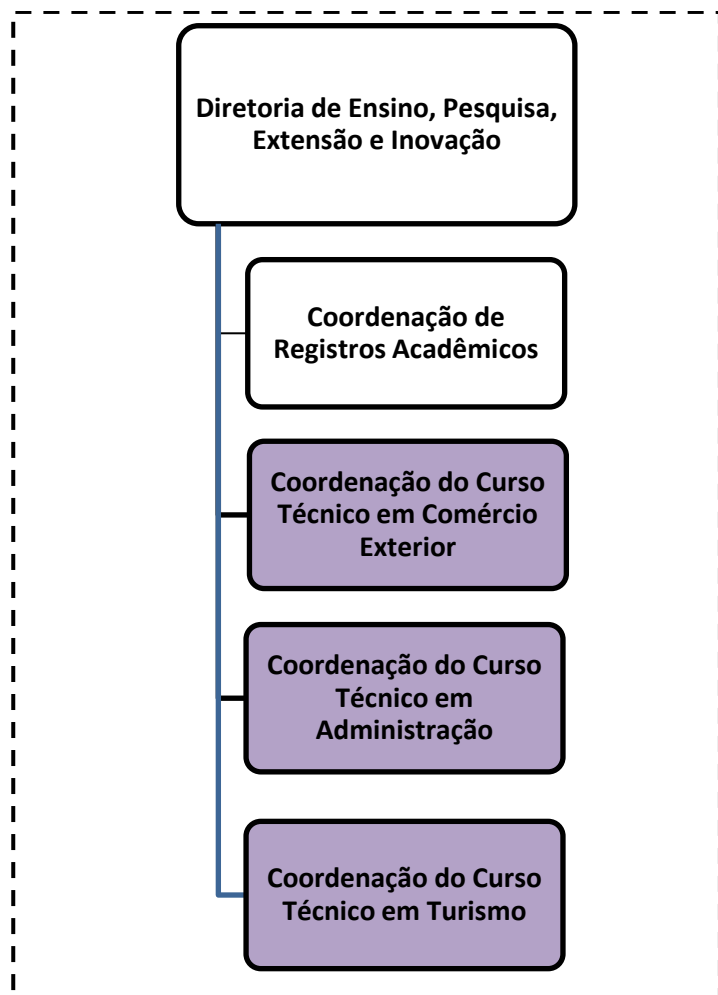 Diretoria de Ensino, Pesquisa,
Extensão e Inovação
Coordenação de
Registros Acadêmicos
Coordenação do Curso
Técnico em Comércio
Exterior
Coordenação do Curso
Técnico em
Administração
Coordenação do Curso
Técnico em Turismo